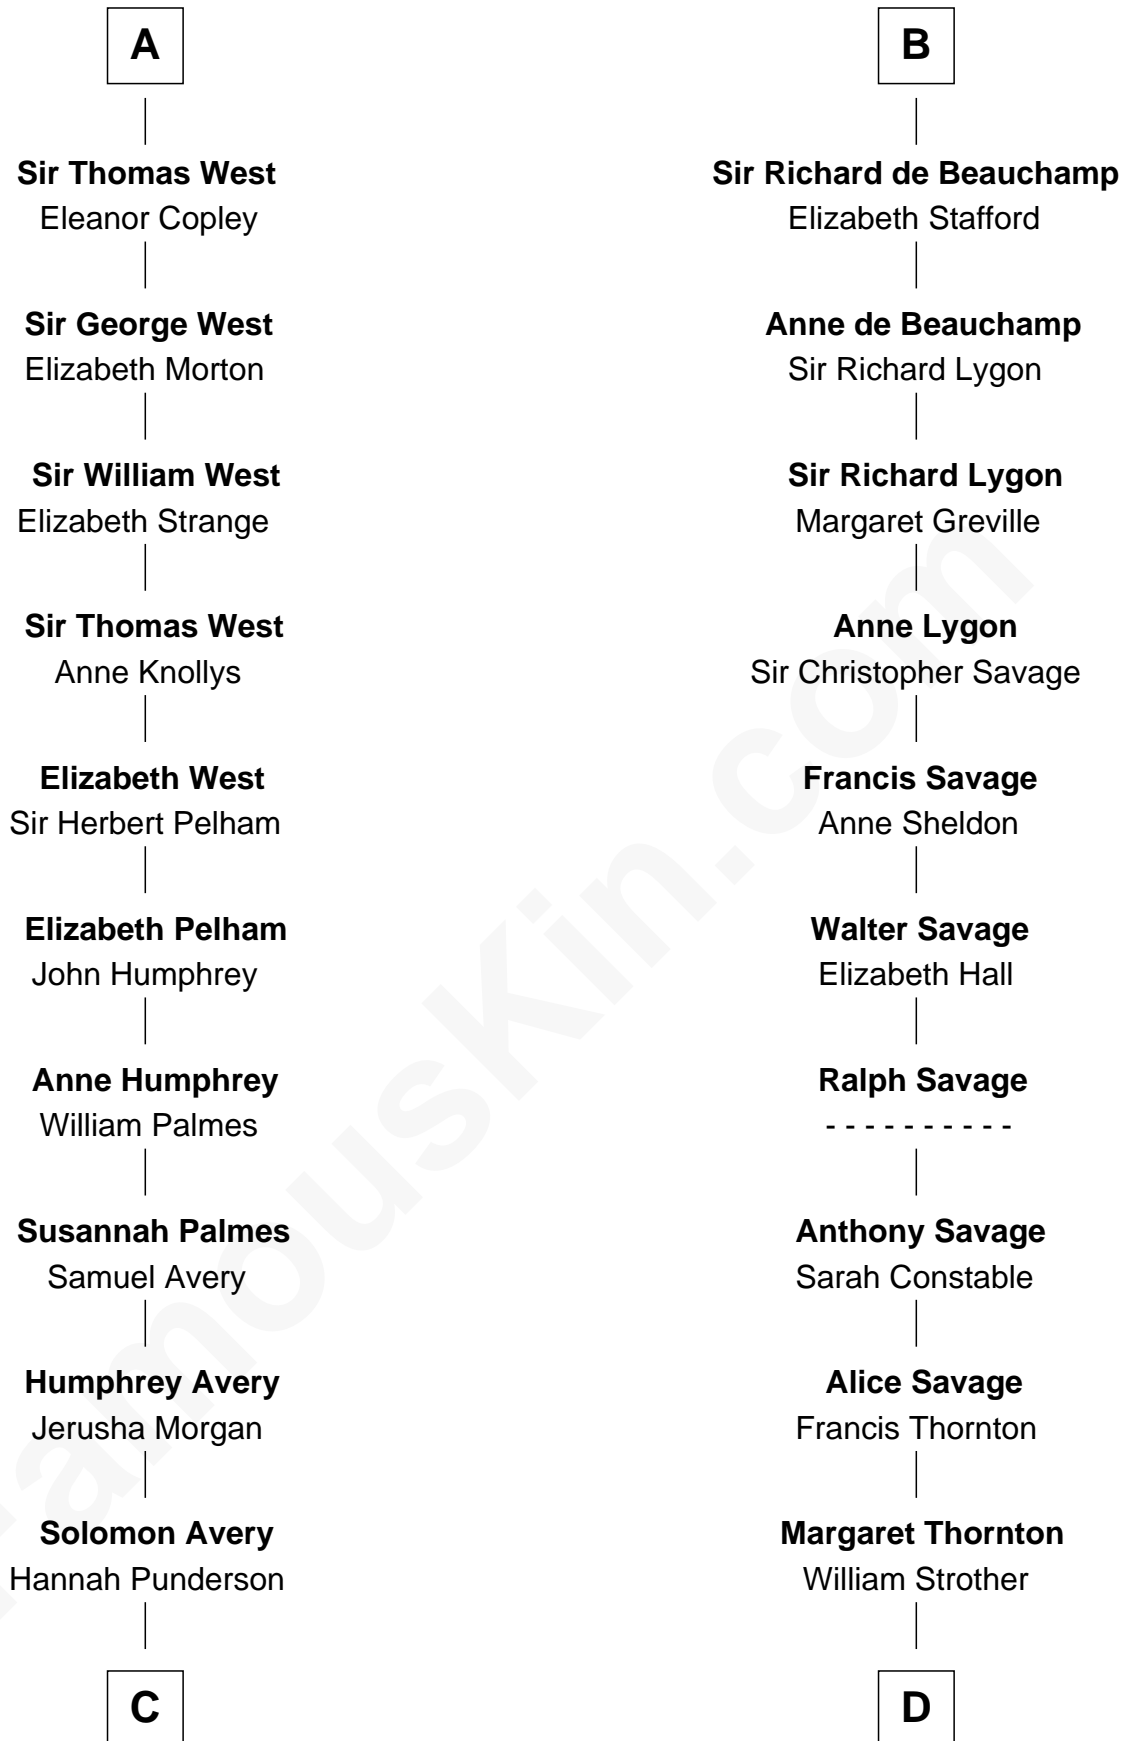 A
Sir Thomas West
Eleanor Copley
Sir George West
Elizabeth Morton
Sir William West
Elizabeth Strange
Sir Thomas West
Anne Knollys
Elizabeth West
Sir Herbert Pelham
Elizabeth Pelham
John Humphrey
Anne Humphrey
William Palmes
Susannah Palmes
Samuel Avery
Humphrey Avery
Jerusha Morgan
Solomon Avery
Hannah Punderson
C
B
Sir Richard de Beauchamp
Elizabeth Stafford
Anne de Beauchamp
Sir Richard Lygon
Sir Richard Lygon
Margaret Greville
Anne Lygon
Sir Christopher Savage
Francis Savage
Anne Sheldon
Walter Savage
Elizabeth Hall
Ralph Savage
- - - - - - - - - -
Anthony Savage
Sarah Constable
Alice Savage
Francis Thornton
Margaret Thornton
William Strother
D
FamousKin.com